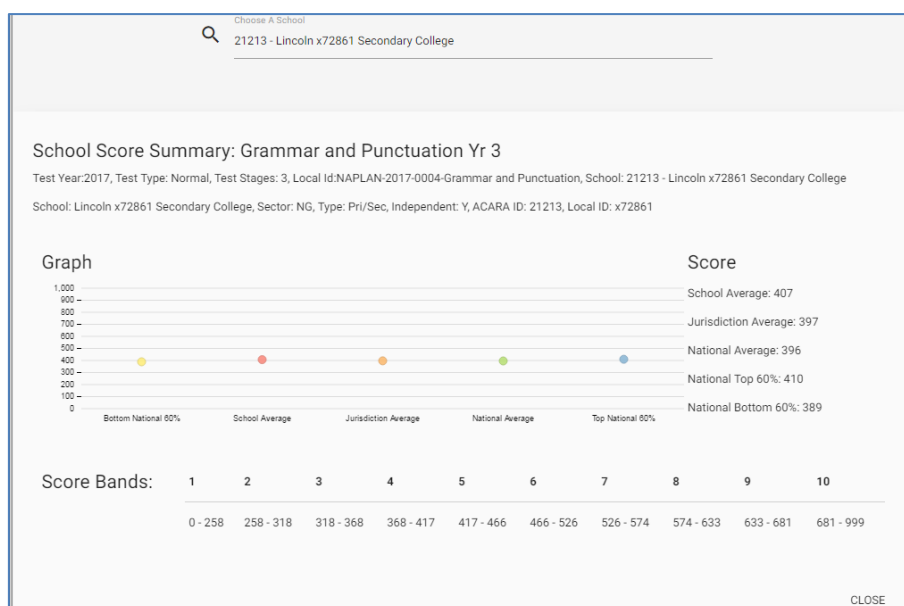 Choose A School
21213 - Lincoln x72861 Secondary College
School Score Summary: Grammar and Punctuation Yr 3
Test Year:2017, Test Type: Normal, Test Stages: 3, Local Id:NAPLAN-2017-0004-Grammar and Punctuation, School: 21213 - Lincoln x72861 Secondary College
School: Lincoln x72861 Secondary College, Sector: NG, Type: Pri/Sec, Independent: Y, ACARA ID: 21213, Local ID: x72861
Graph
1,000
900
800
700
600
500
400
300
200
100
0
Bottom National 60% School Average Jurisdiction Average National Average Top National 60%
Score
School Average: 407
Jurisdiction Average: 397
National Average: 396
National Top 60%: 410
National Bottom 60%: 389
Score Bands: 1 2 3 4 5 6 7 8 9 10
0 - 258 258 - 318 318 - 368 368 - 417 417 - 466 466 - 526 526 - 574 574 - 633 633 - 681 681 - 999
CLOSE